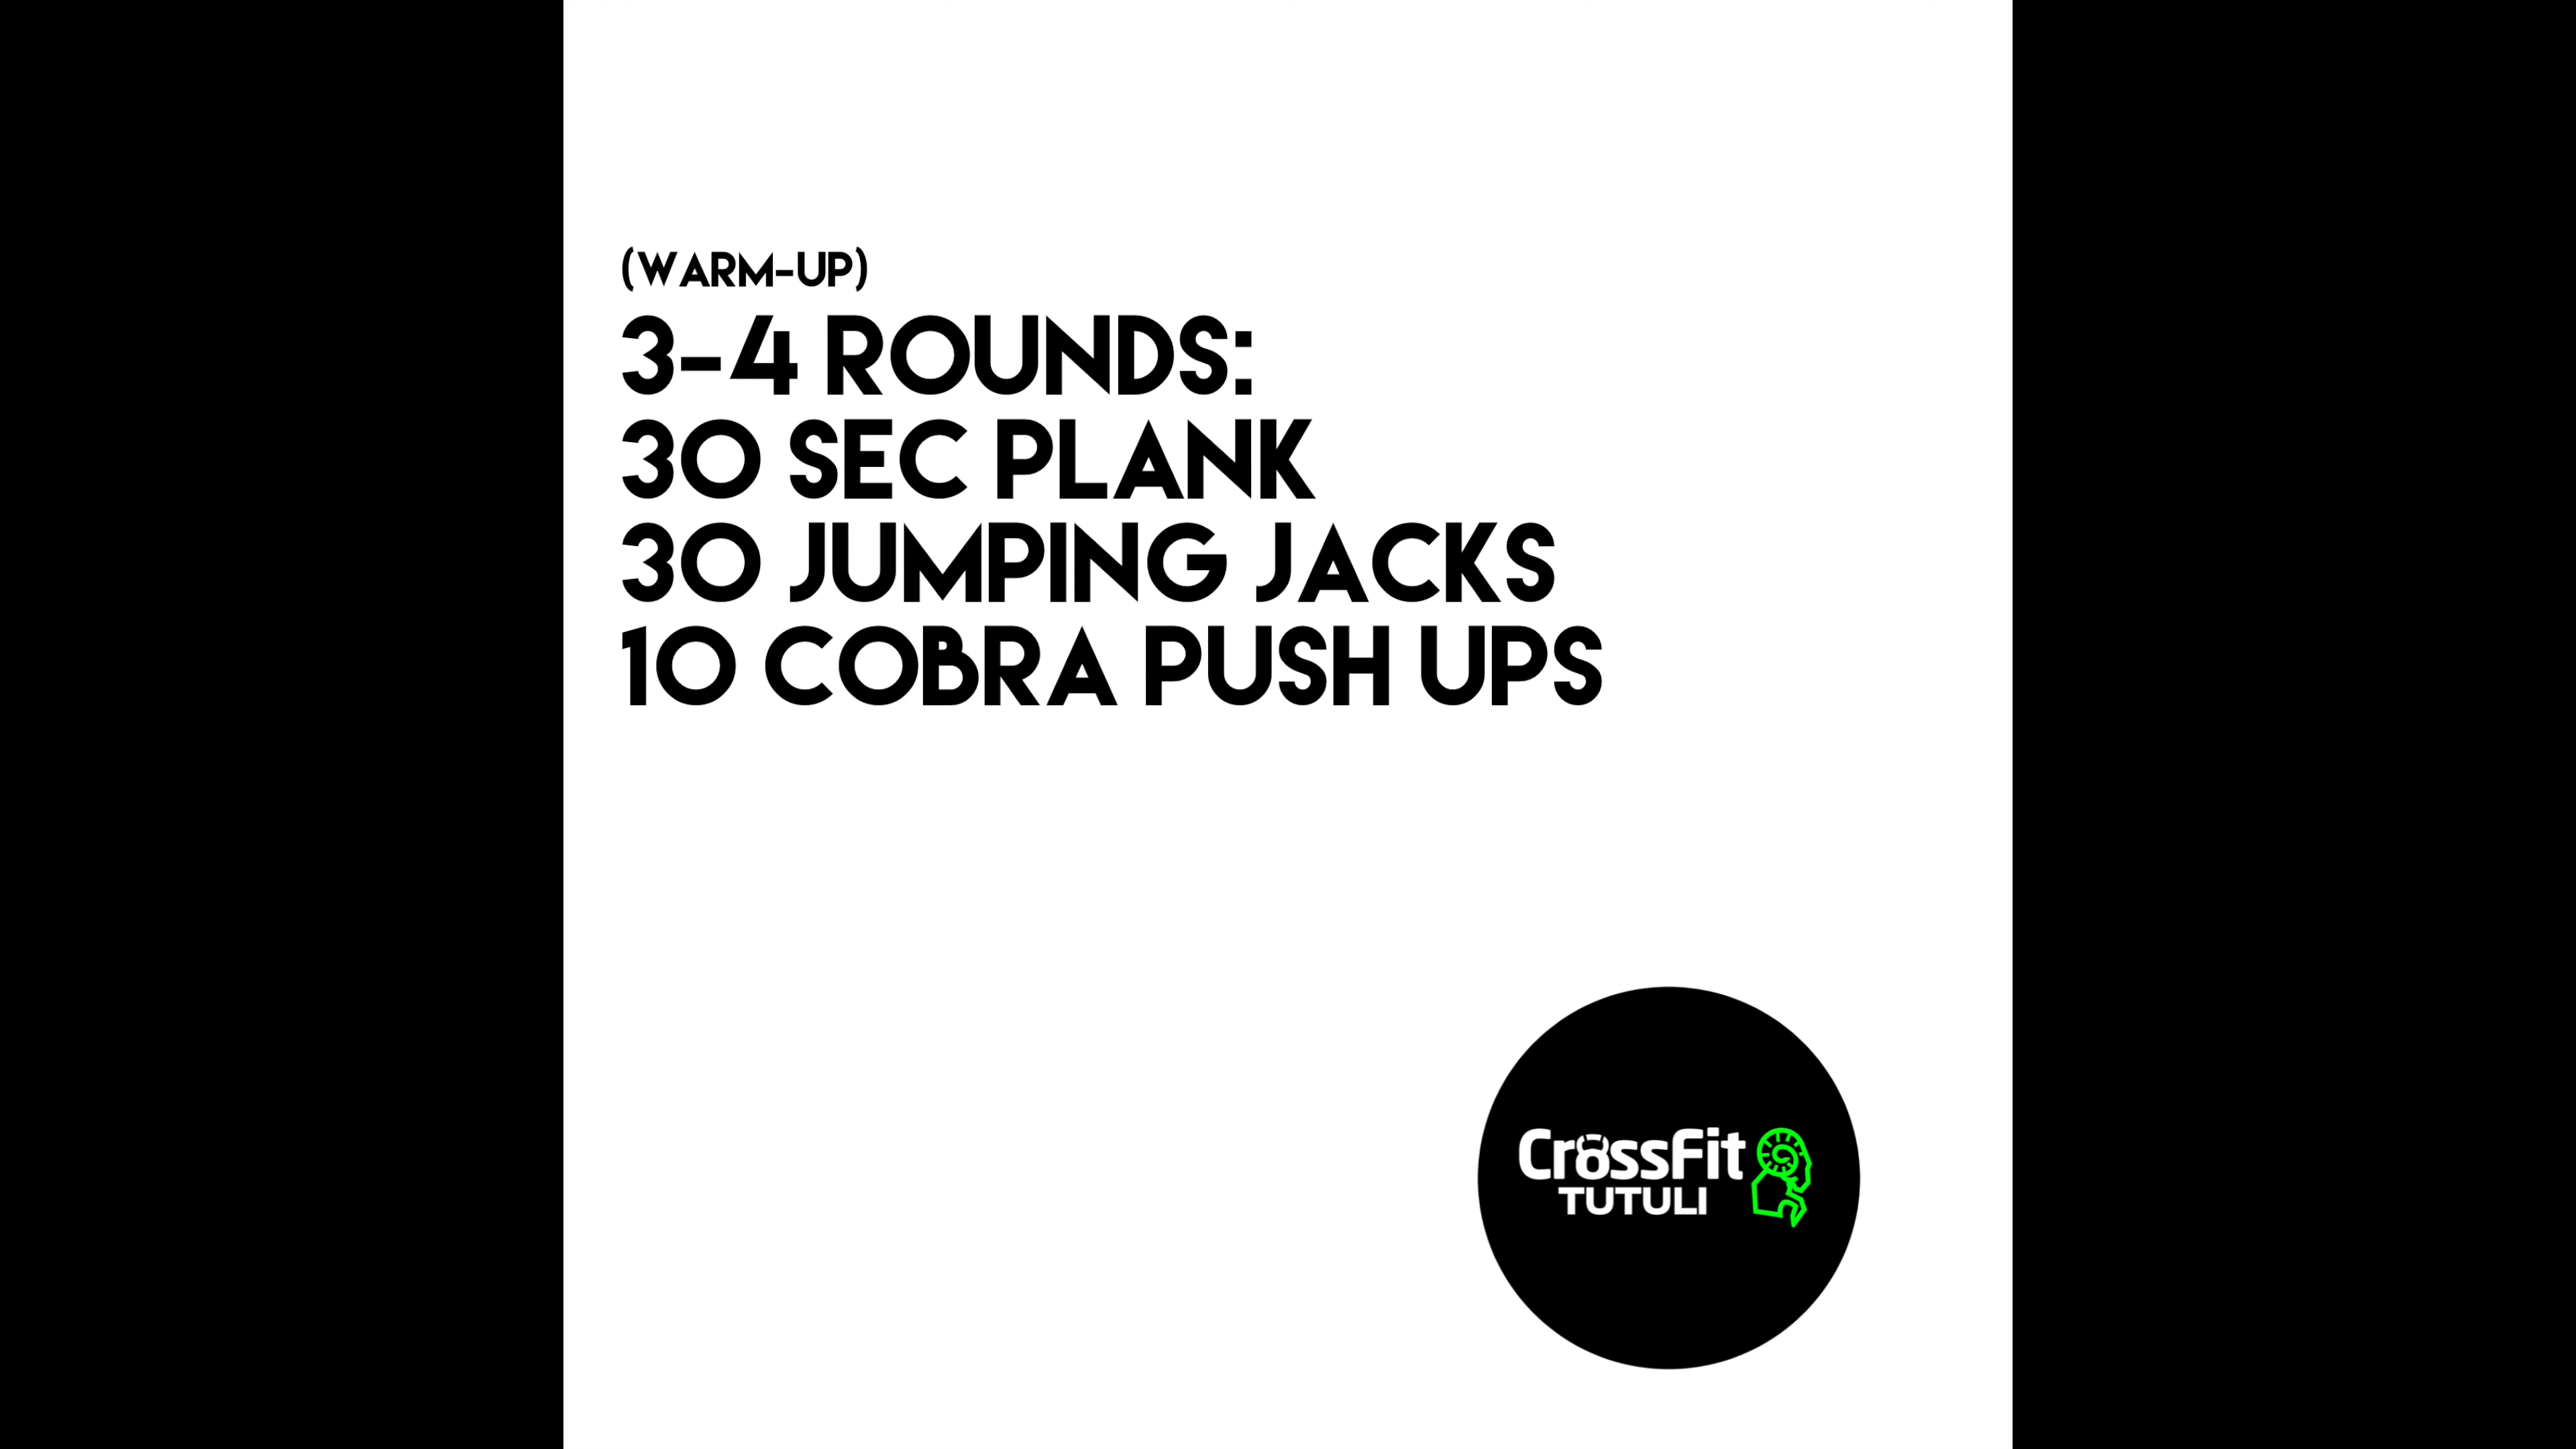 (WARM-UP)
3-4 ROUNDS:
30 SEC PLANK
30 JUMPING JACKS
10 COBRA PUSH UPS
CrossFit
TUTULI